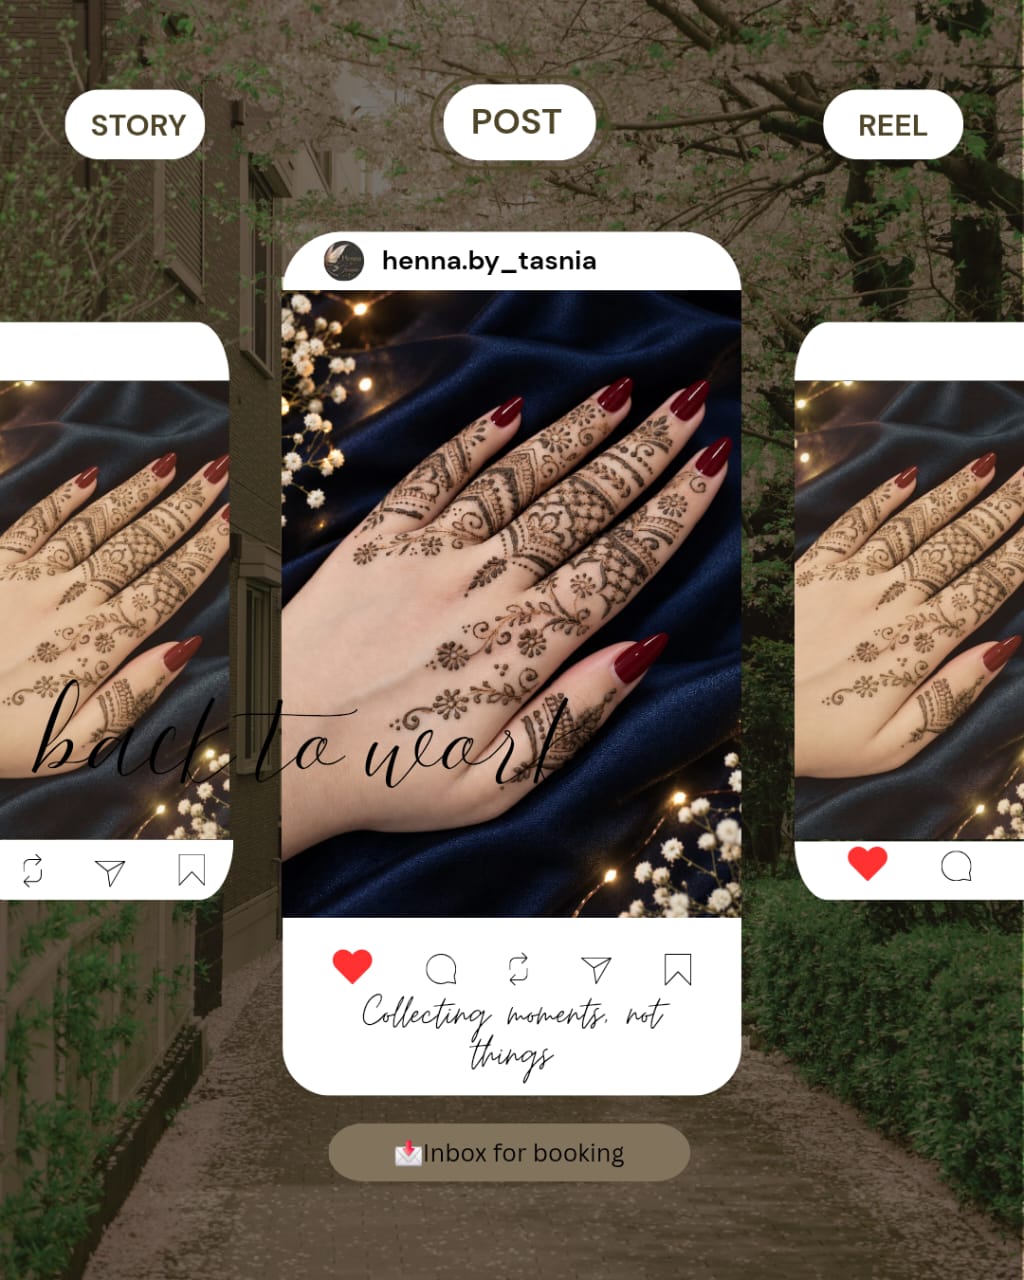 STORY
POST
REEL
henna.by_tasnia
back to work
Collecting moments, not
things
Inbox for booking